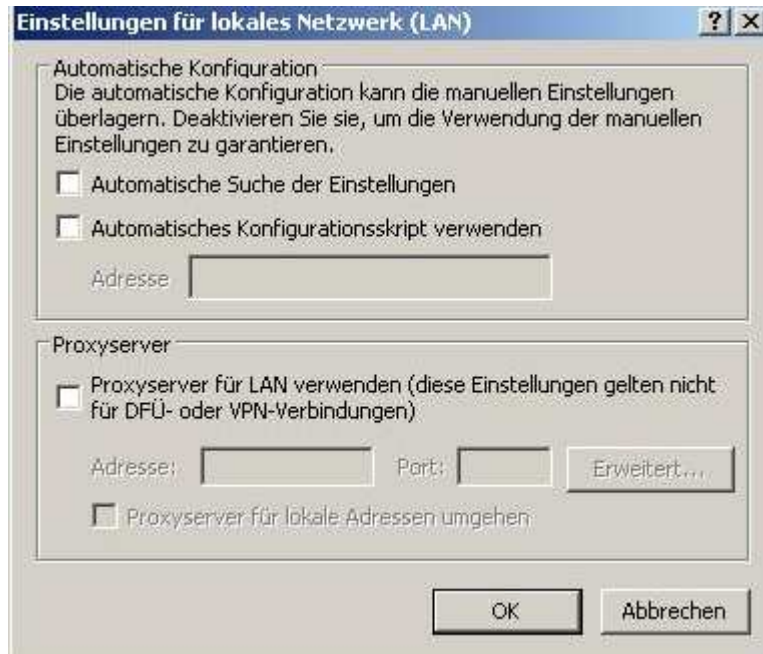 Einstellungen für lokales Netzwerk (LAN)
Automatische Konfiguration
Die automatische Konfiguration kann die manuellen Einstellungen
überlagern. Deaktivieren Sie sie, um die Verwendung der manuellen
Einstellungen zu garantieren.
Automatische Suche der Einstellungen
Automatisches Konfigurationsskript verwenden
Adresse
Proxyserver
Proxyserver für LAN verwenden (diese Einstellungen gelten nicht
für DFÜ- oder VPN-Verbindungen)
Adresse: Port: Erweitert...
Proxyserver für lokale Adressen umgehen
OK Abbrechen